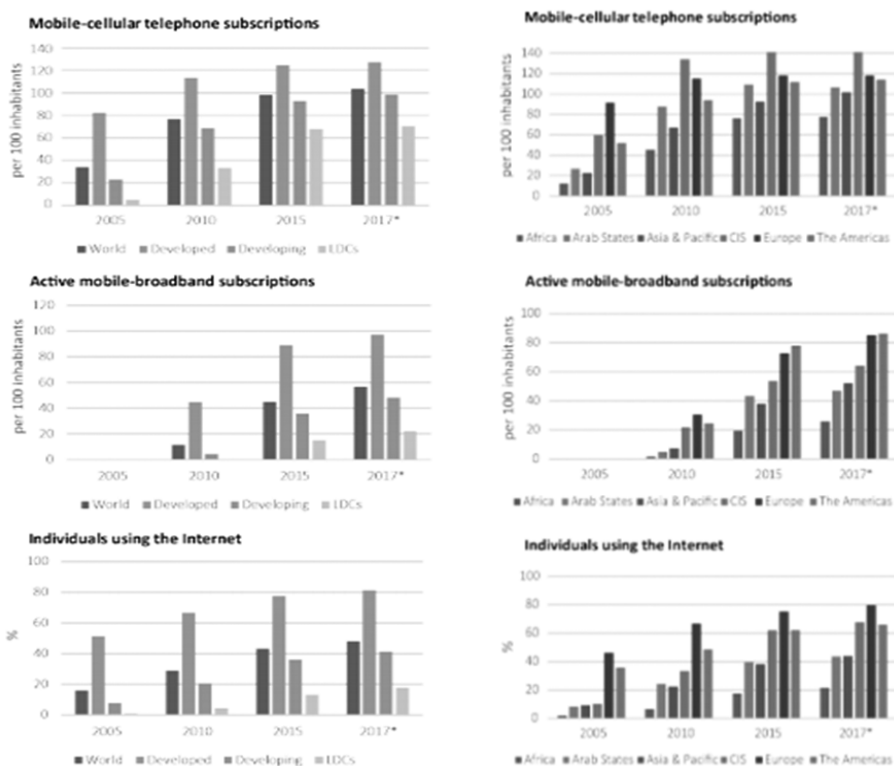 Mobile-cellular telephone subscriptions
per 100 inhabitants
140
120
100
80
60
40
20
0
2005 2010 2015 2017*
World Developed Developing LDCs
Mobile-cellular telephone subscriptions
per 100 inhabitants
140
120
100
80
60
40
20
0
2005 2010 2015 2017*
Africa Arab States Asia & Pacific CIS Europe The Americas
Active mobile-broadband subscriptions
per 100 inhabitants
120
100
80
60
40
20
0
2005 2010 2015 2017*
World Developed Developing LDCs
Active mobile-broadband subscriptions
per 100 inhabitants
100
80
60
40
20
0
2005 2010 2015 2017*
Africa Arab States Asia & Pacific CIS Europe The Americas
Individuals using the Internet
%
100
80
60
40
20
0
2005 2010 2015 2017*
World Developed Developing LDCs
Individuals using the Internet
%
100
80
60
40
20
0
2005 2010 2015 2017*
Africa Arab States Asia & Pacific CIS Europe The Americas